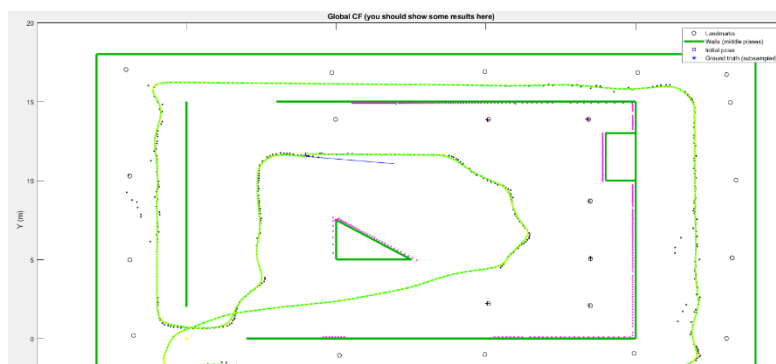 Global CF (you should show some results here)
20
Landmarks
Walls (middle planes)
Initial pose
Ground truth (subsampled)
15
10
Y (m)
5
0